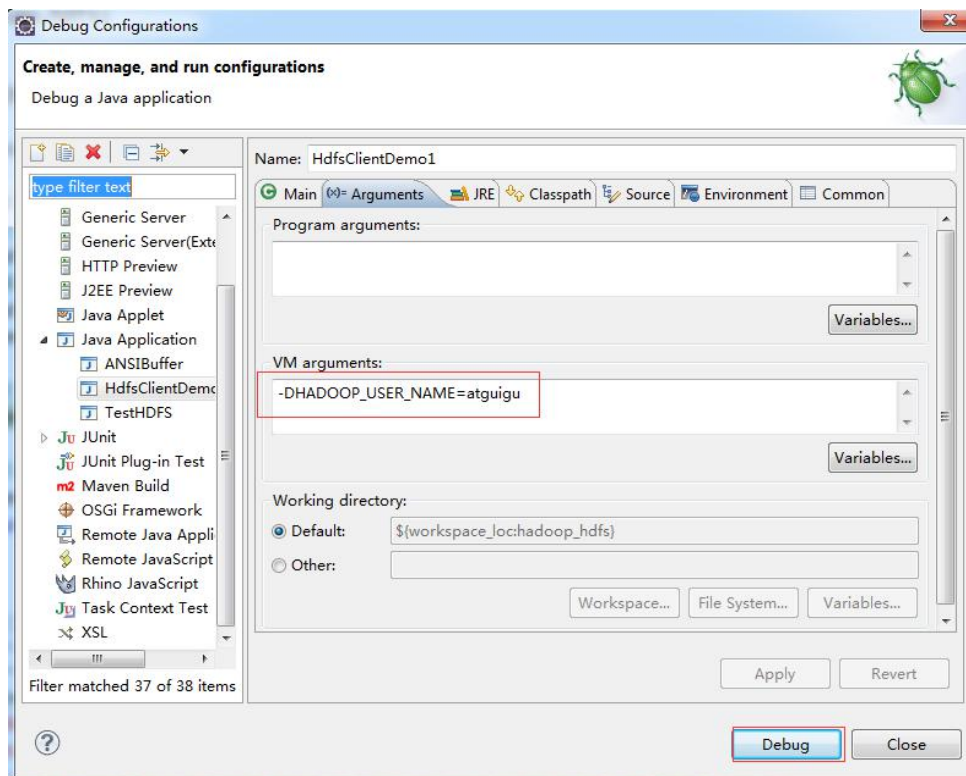 Debug Configurations
Create, manage, and run configurations
Debug a Java application
type filter text
Generic Server
Generic Server(Exte
HTTP Preview
J2EE Preview
Java Applet
Java Application
ANSIBuffer
HdfsClientDemo
TestHDFS
JUnit
JUnit Plug-in Test
Maven Build
OSGi Framework
Remote Java Appli
Remote JavaScript
Rhino JavaScript
Task Context Test
XSL
Filter matched 37 of 38 items
Name: HdfsClientDemo1
Main (x)= Arguments JRE Classpath Source Environment Common
Program arguments:
Variables...
VM arguments:
-DHADOOP_USER_NAME=atguigu
Variables...
Working directory:
Default: ${workspace_loc:hadoop_hdfs}
Other:
Workspace... File System... Variables...
Apply Revert
Debug Close